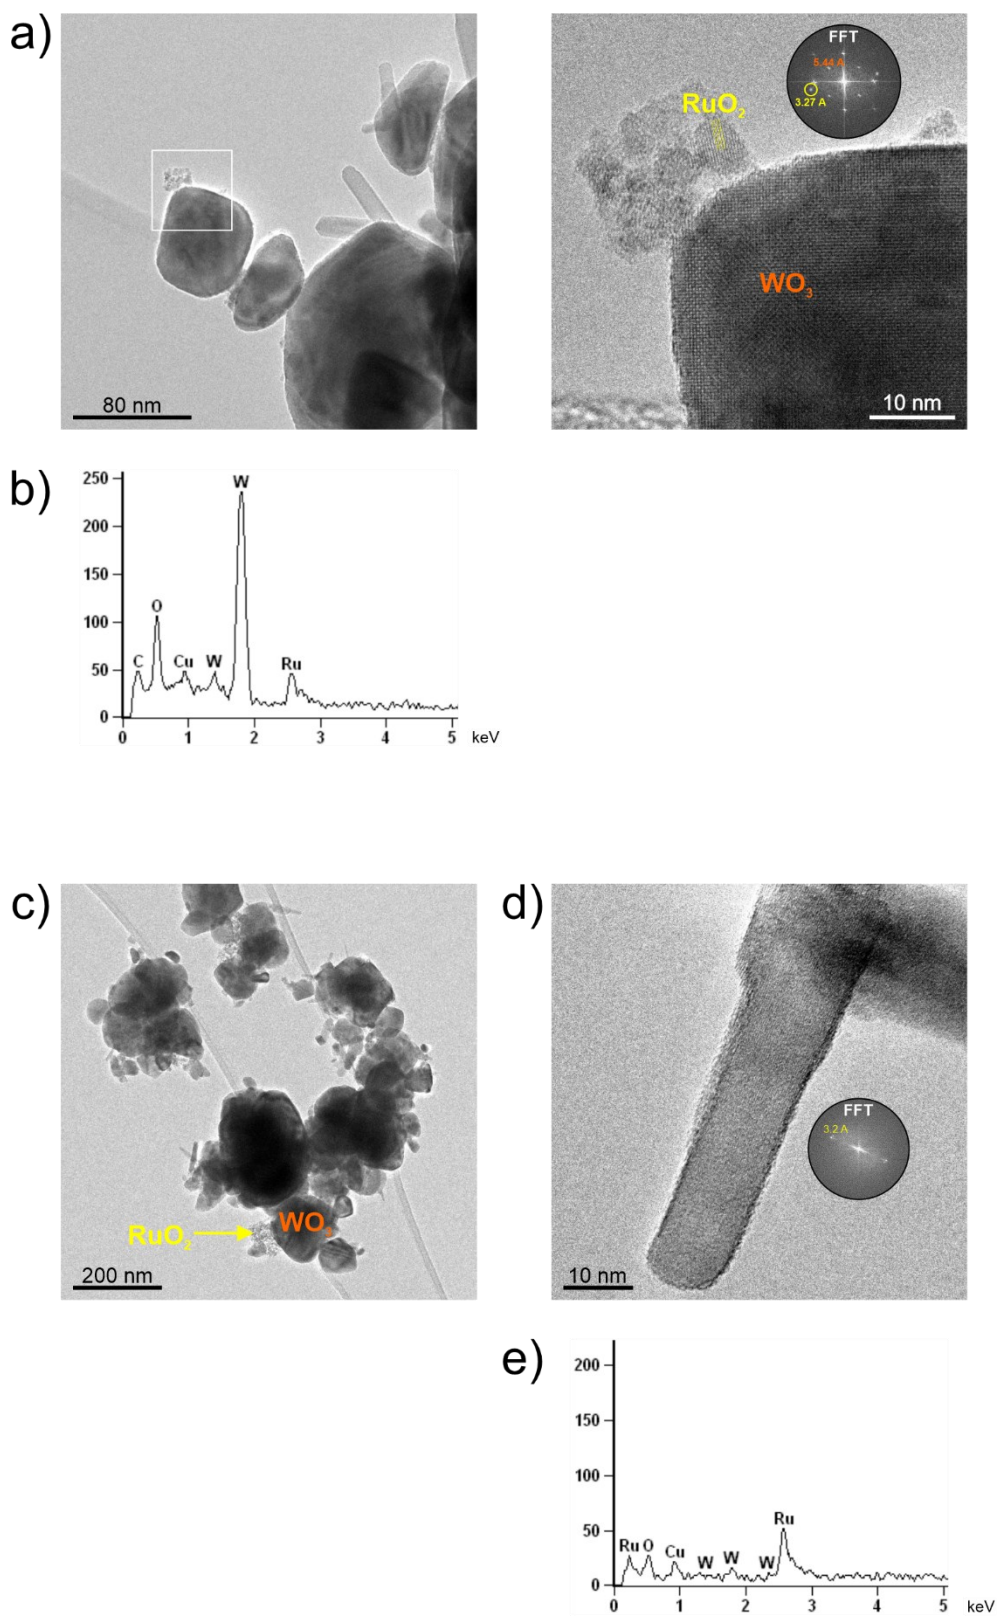 a)
80 nm
FFT
5.44 A
3.27 A
RuO₂
WO₃
10 nm
b)
250
200
150
100
50
0
C
O
Cu
W
W
Ru
0 1 2 3 4 5 keV
c)
RuO₂
WO₃
200 nm
d)
FFT
3.2 A
10 nm
e)
200
150
100
50
0
Ru O Cu W W W Ru
0 1 2 3 4 5 keV